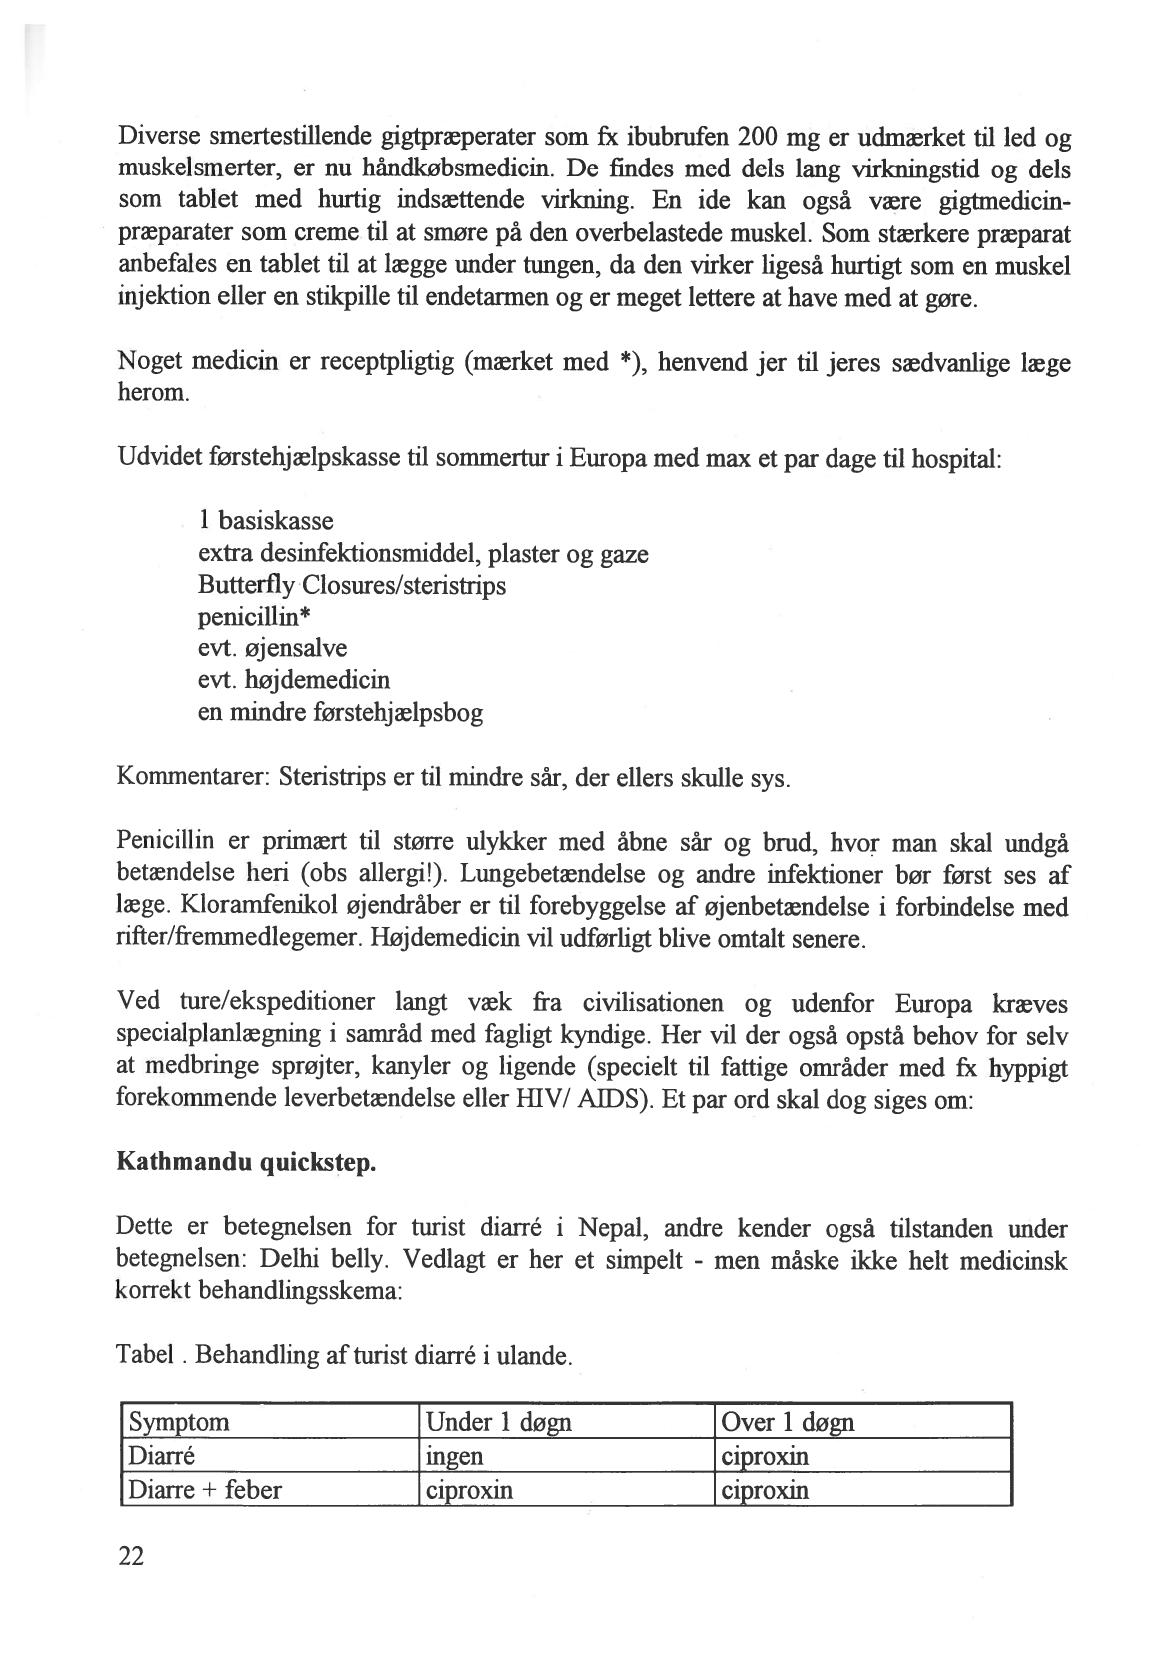 Diverse smertestillende gigtpræperater som fx ibubrufen 200 mg er udmærket til led og
muskelsmerter, er nu håndkøbsmedicin. De findes med dels lang virkningstid og dels
som tablet med hurtig indsættende virkning. En ide kan også være gigtmedicin-
præparater som creme til at smøre på den overbelastede muskel. Som stærkere præparat
anbefales en tablet til at lægge under tungen, da den virker ligeså hurtigt som en muskel
injektion eller en stikpille til endetarmen og er meget lettere at have med at gøre.
Noget medicin er receptpligtig (mærket med *), henvend jer til jeres sædvanlige læge
herom.
Udvidet førstehjælpskasse til sommertur i Europa med max et par dage til hospital:
1 basiskasse
extra desinfektionsmiddel, plaster og gaze
Butterfly Closures/steristrips
penicillin*
evt. øjensalve
evt. højdemedicin
en mindre førstehjælpsbog
Kommentarer: Steristrips er til mindre sår, der ellers skulle sys.
Penicillin er primært til større ulykker med åbne sår og brud, hvor man skal undgå
betændelse heri (obs allergi!). Lungebetændelse og andre infektioner bør først ses af
læge. Kloramfenikol øjendråber er til forebyggelse af øjenbetændelse i forbindelse med
rifter/fremmedlegemer. Højdemedicin vil udførligt blive omtalt senere.
Ved ture/ekspeditioner langt væk fra civilisationen og udenfor Europa kræves
specialplanlægning i samråd med fagligt kyndige. Her vil der også opstå behov for selv
at medbringe sprøjter, kanyler og ligende (specielt til fattige områder med fx hyppigt
forekommende leverbetændelse eller HIV/ AIDS). Et par ord skal dog siges om:
Kathmandu quickstep.
Dette er betegnelsen for turist diarré i Nepal, andre kender også tilstanden under
betegnelsen: Delhi belly. Vedlagt er her et simpelt - men måske ikke helt medicinsk
korrekt behandlingsskema:
Tabel . Behandling af turist diarré i ulande.
Symptom Under 1 døgn Over 1 døgn
Diarré ingen ciproxin
Diarre + feber ciproxin ciproxin
22